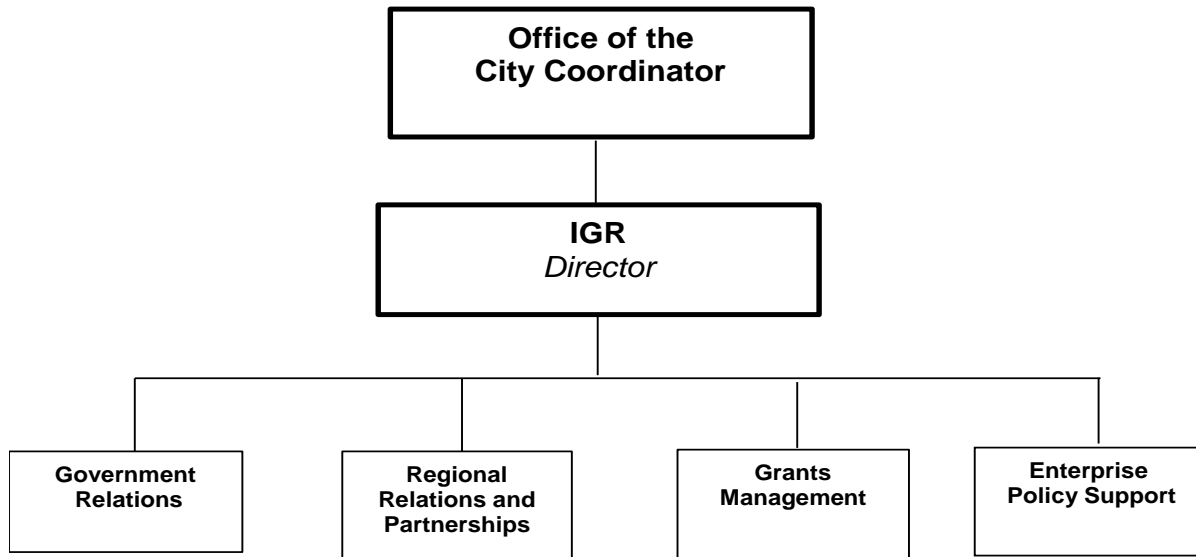 Office of the
City Coordinator
IGR
Director
Government
Relations
Regional
Relations and
Partnerships
Grants
Management
Enterprise
Policy Support